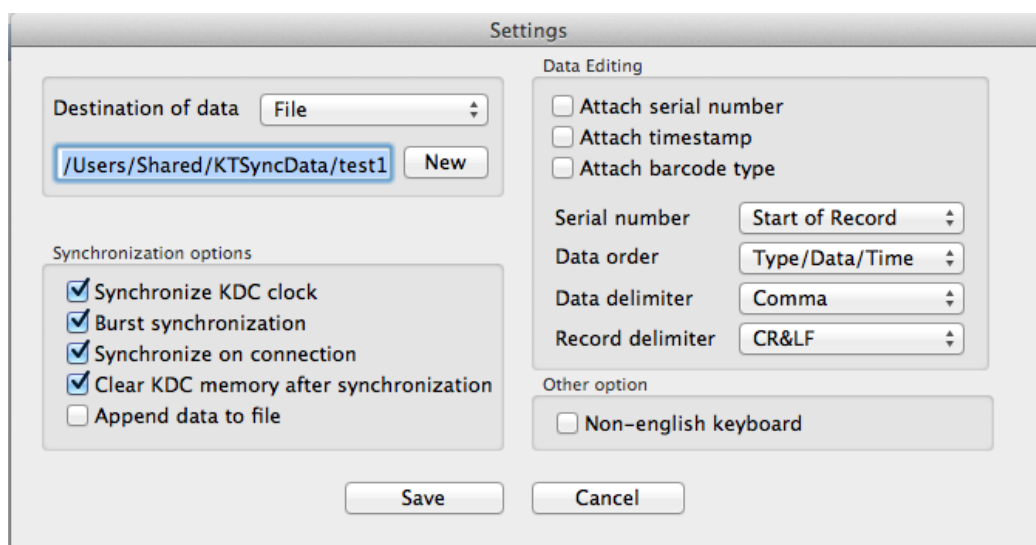 Settings
Destination of data File
/Users/Shared/KTSyncData/test1 New
Synchronization options
Synchronize KDC clock
Burst synchronization
Synchronize on connection
Clear KDC memory after synchronization
Append data to file
Data Editing
Attach serial number
Attach timestamp
Attach barcode type
Serial number Start of Record
Data order Type/Data/Time
Data delimiter Comma
Record delimiter CR&LF
Other option
Non-english keyboard
Save Cancel